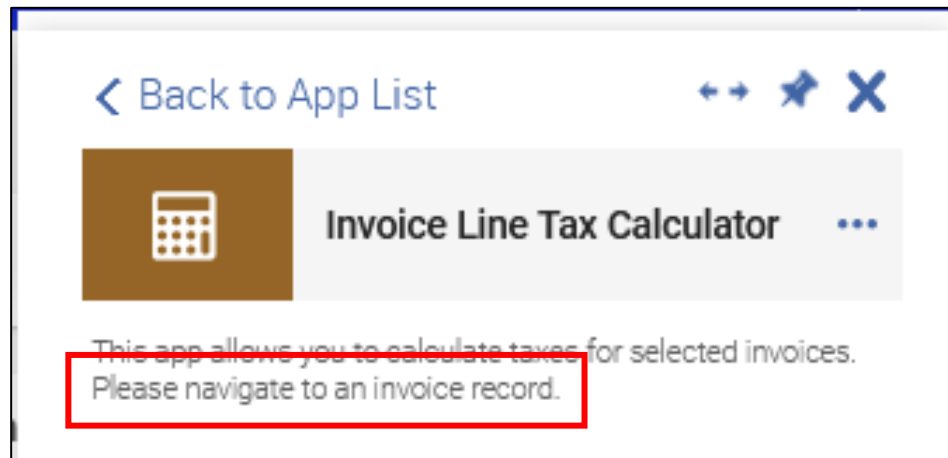 Back to App List
Invoice Line Tax Calculator
This app allows you to calculate taxes for selected invoices.
Please navigate to an invoice record.